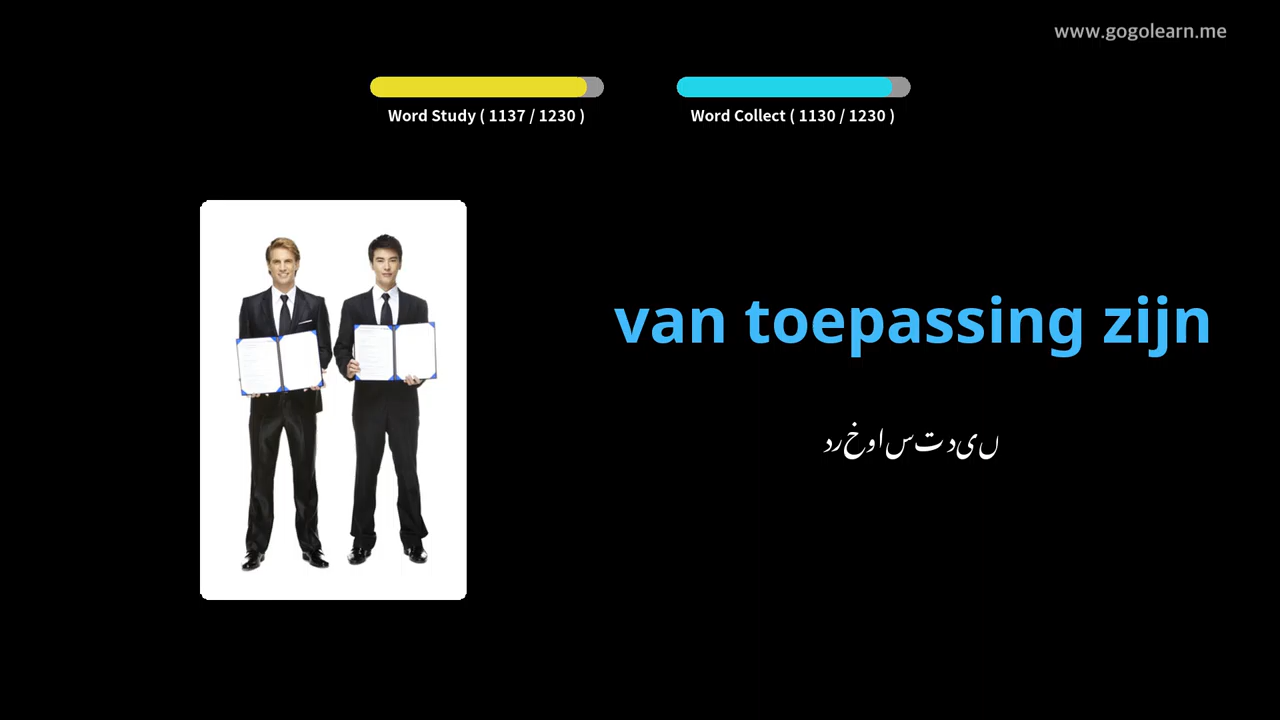 www.gogolearn.me
Word Study ( 1137 / 1230 )
Word Collect ( 1130 / 1230 )
van toepassing zijn
درخواست دیں